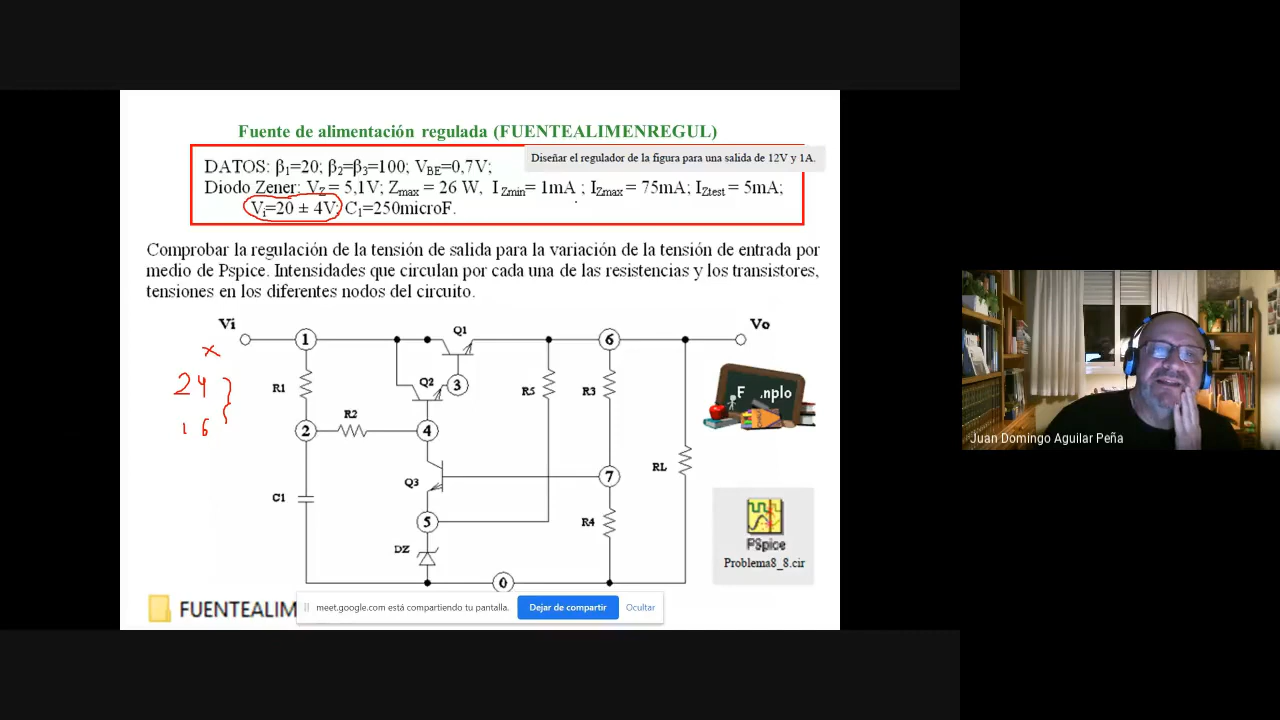 Fuente de alimentación regulada (FUENTEALIMENREGUL)
Diseñar el regulador de la figura para una salida de 12V y 1A.
DATOS: β1=20; β2=β3=100; VBE=0,7V;
Diodo Zener: VZ = 5,1V; Zmax = 26 W, IZmin= 1mA ; IZmax = 75mA; IZtest = 5mA;
Vi=20 ± 4V; C1=250microF.
Comprobar la regulación de la tensión de salida para la variación de la tensión de entrada por
medio de Pspice. Intensidades que circulan por cada una de las resistencias y los transistores,
tensiones en los diferentes nodos del circuito.
Vi
Q1
Vo
1
6
x
24
16
R1
Q2
3
R5
R3
2
R2
4
C1
Q3
7
RL
5
R4
DZ
0
PSpice
Problema8_8.cir
FUENTEALIM
meet.google.com está compartiendo tu pantalla.
Dejar de compartir
Ocultar
Juan Domingo Aguilar Peña